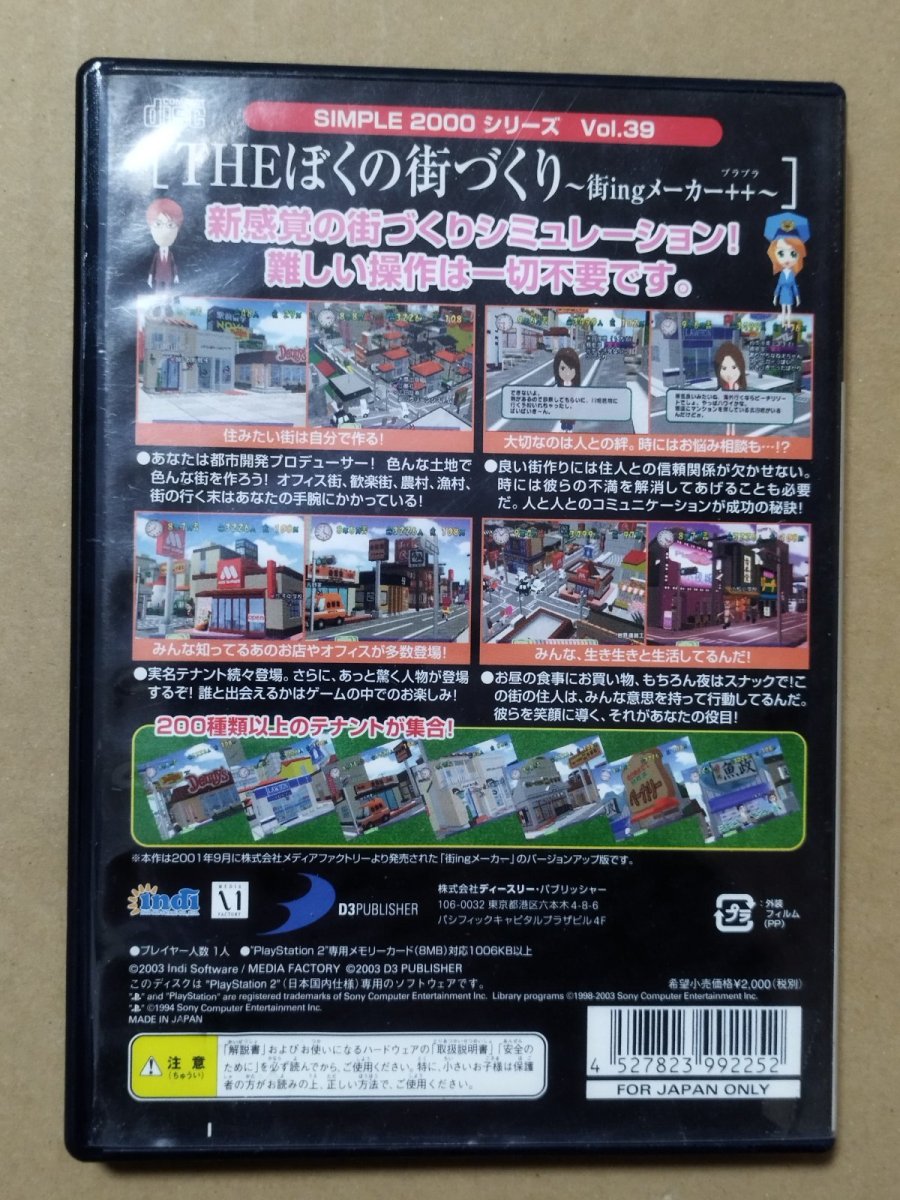 COMPACT
disc
SIMPLE 2000 シリーズ Vol.39
[THEぼくの街づくり～街ingメーカー++～]
プラプラ
新感覚の街づくりシミュレーション!
難しい操作は一切不要です。
住みたい街は自分で作る!
●あなたは都市開発プロデューサー! 色んな土地で
色んな街を作ろう! オフィス街、歓楽街、農村、漁村、
街の行く末はあなたの手腕にかかっている!
大切なのは人との絆。時にはお悩み相談も…!?
●良い街作りには住人との信頼関係が欠かせない。
時には彼らの不満を解消してあげることも必要
だ。人と人とのコミュニケーションが成功の秘訣!
MOS BURGER
OPEN
みんな知ってるあのお店やオフィスが多数登場!
●実名テナント続々登場。さらに、あっと驚く人物が登場
するぞ! 誰と出会えるかはゲームの中でのお楽しみ!
みんな、生き生きと生活してるんだ!
●お昼の食事にお買い物、もちろん夜はスナックで!こ
の街の住人は、みんな意思を持って行動してるんだ。
彼らを笑顔に導く、それがあなたの役目!
200種類以上のテナントが集合!
Denny's
LAWSON
ベーカリー
魚政
※本作は2001年9月に株式会社メディアファクトリーより発売された「街ingメーカー」のバージョンアップ版です。
indi
MEDIA
FACTORY
D3PUBLISHER
株式会社ディースリー・パブリッシャー
106-0032 東京都港区六本木4-8-6
パシフィックキャピタルプラザビル4F
プラ
:外装
フィルム
(PP)
●プレイヤー人数 1人 ●"PlayStation 2"専用メモリーカード(8MB)対応1006KB以上
©2003 Indi Software / MEDIA FACTORY ©2003 D3 PUBLISHER
このディスクは "PlayStation 2"(日本国内仕様)専用のソフトウェアです。
希望小売価格¥2,000(税別)
" " and "PlayStation" are registered trademarks of Sony Computer Entertainment Inc. Library programs ©1998-2003 Sony Computer Entertainment Inc.
" " ©1994 Sony Computer Entertainment Inc.
MADE IN JAPAN
注意
(ちゅうい)
「解説書」およびお使いになるハードウェアの「取扱説明書」「安全の
ために」を必ず読んでから、ご使用ください。特に、小さいお子様は保護
者の方がお読みの上、正しい方法で、ご使用ください。
4 527823 992252
FOR JAPAN ONLY